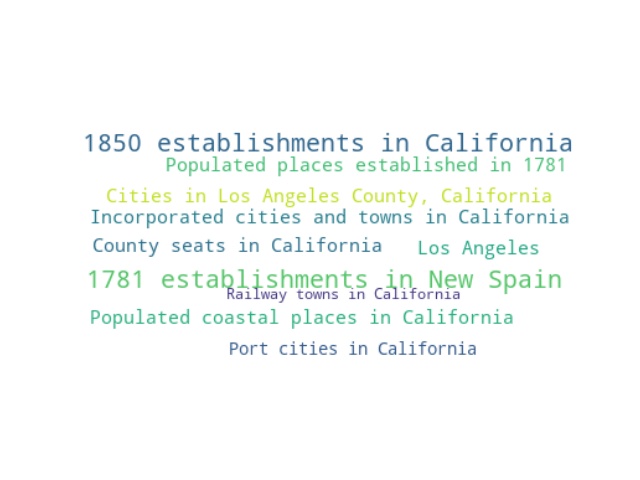 1850 establishments in California
Populated places established in 1781
Cities in Los Angeles County, California
Incorporated cities and towns in California
County seats in California
Los Angeles
1781 establishments in New Spain
Railway towns in California
Populated coastal places in California
Port cities in California